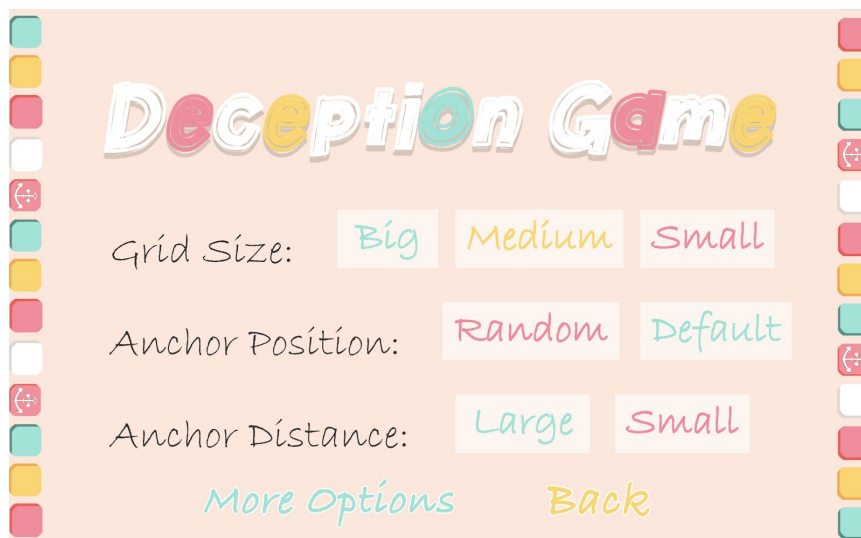 Deception Game
Grid Size: Big Medium Small
Anchor Position: Random Default
Anchor Distance: Large Small
More Options Back